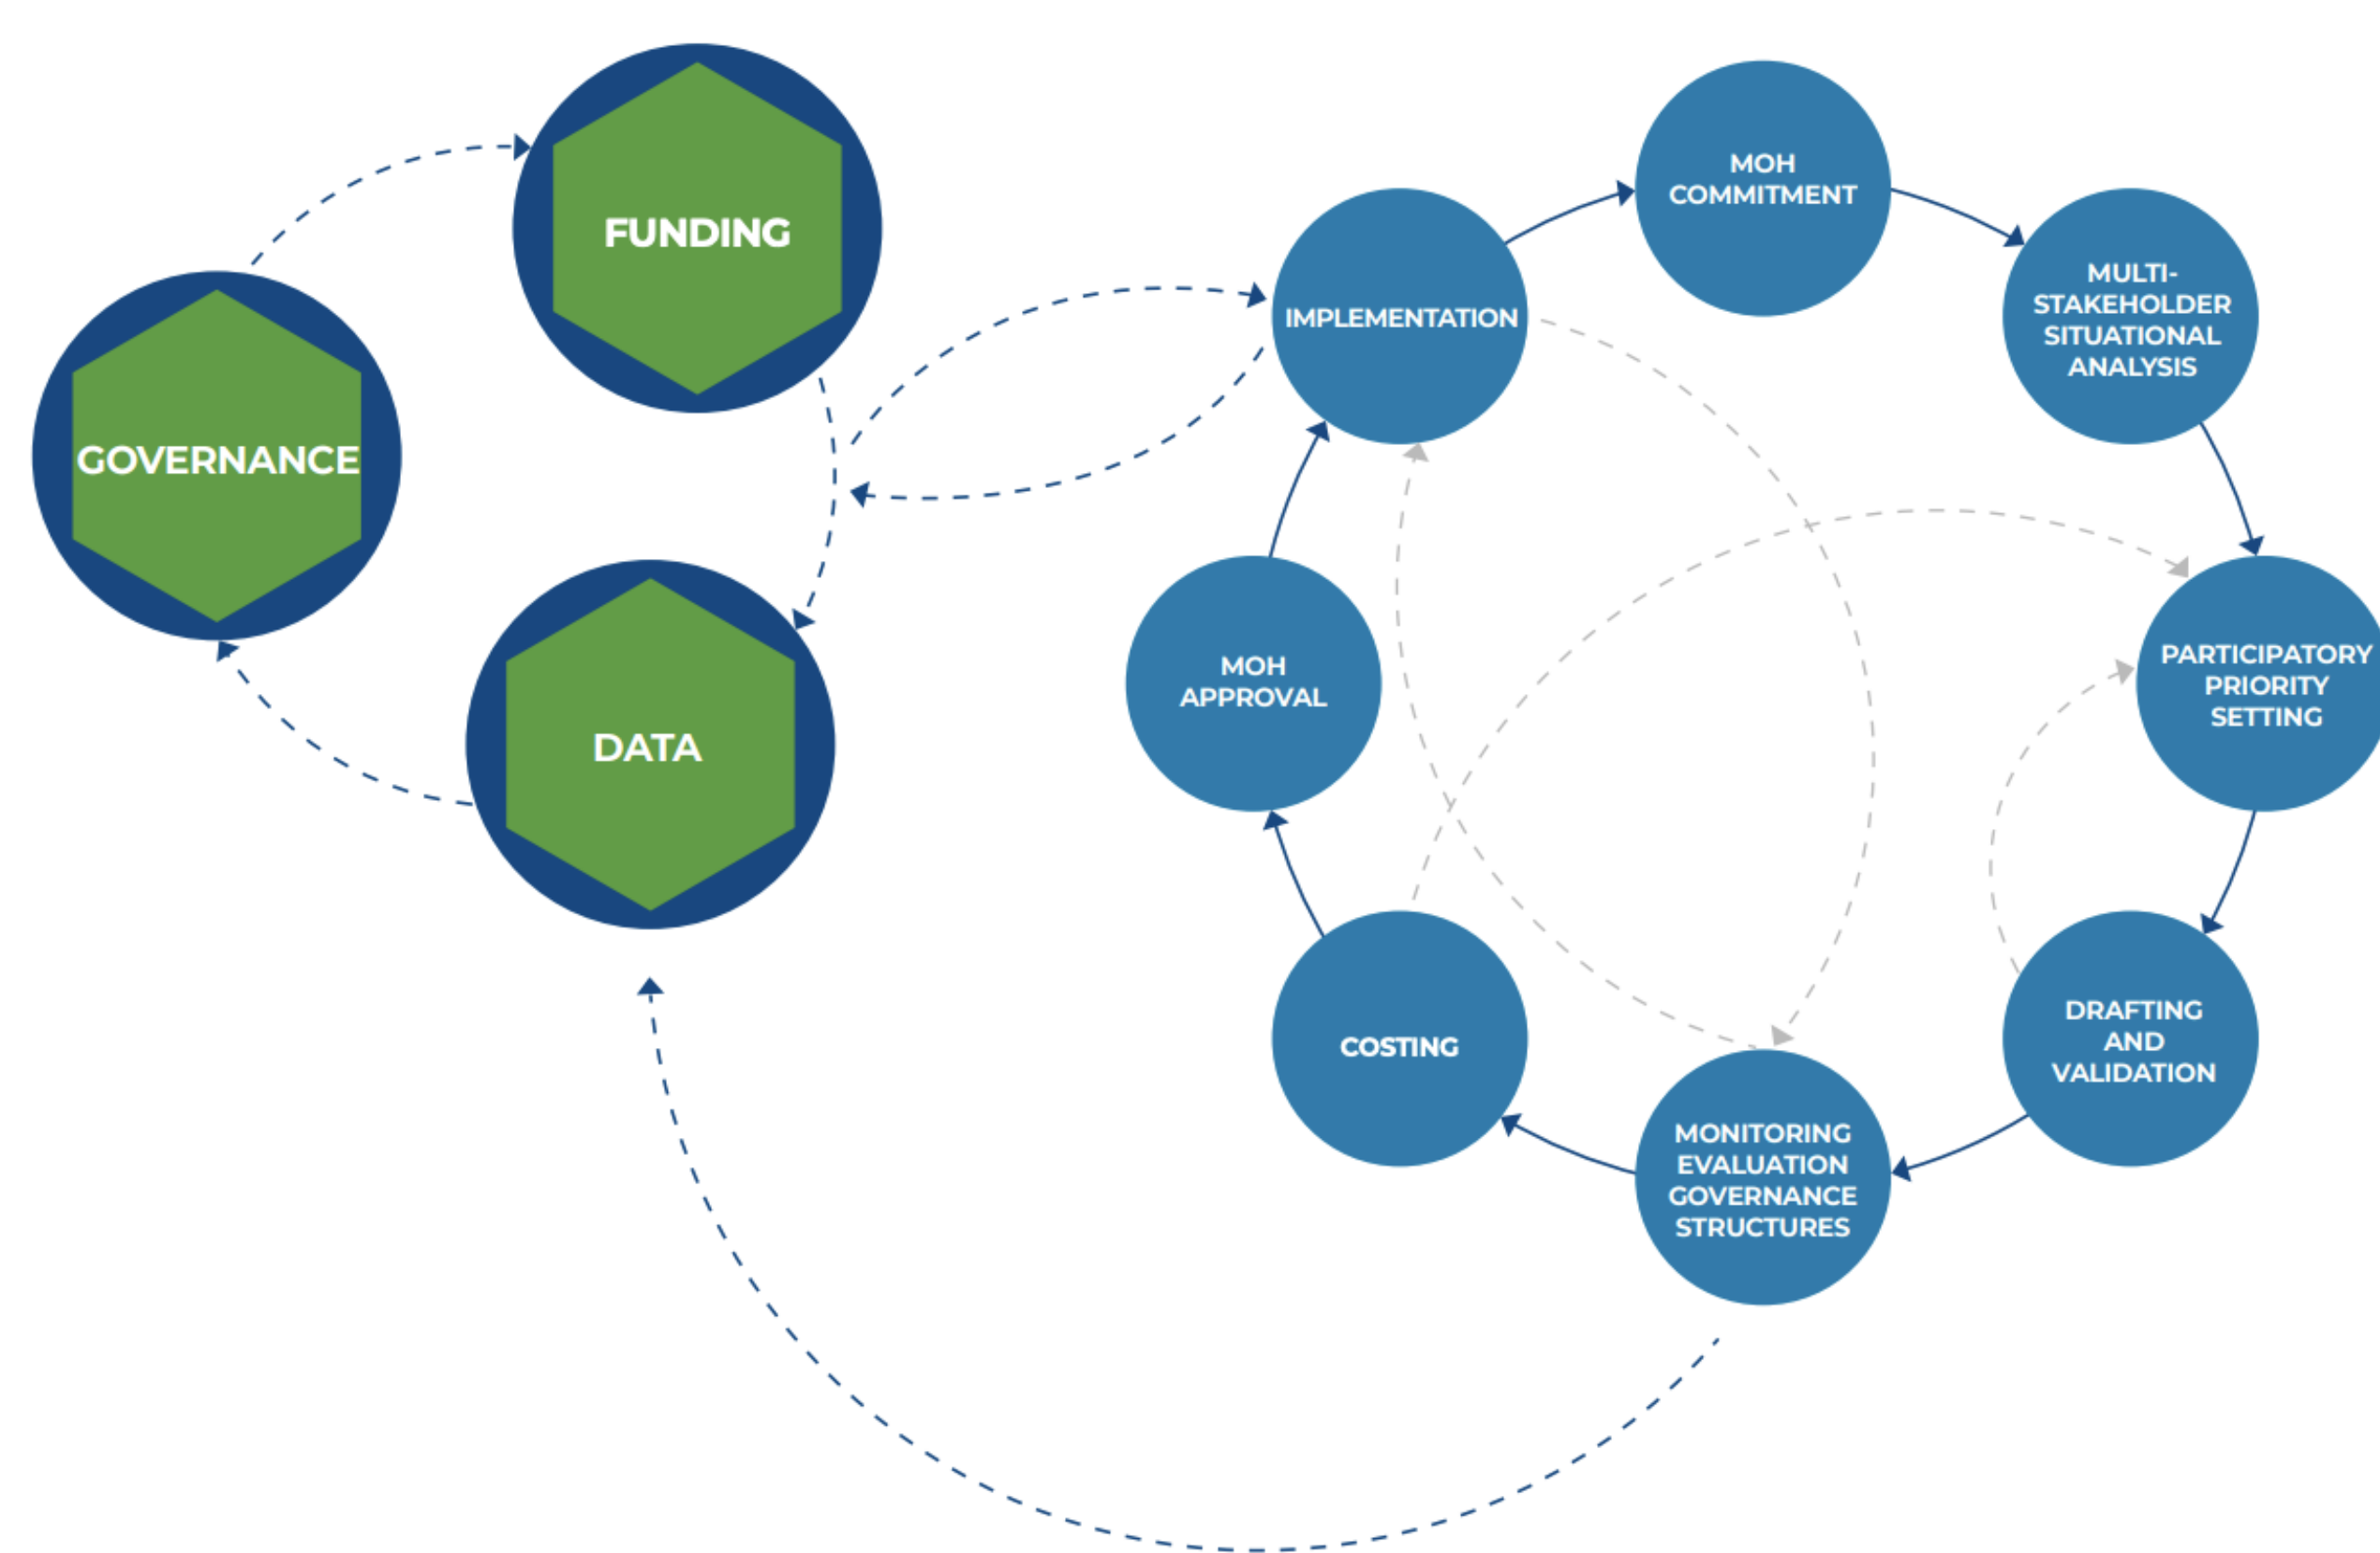 FUNDING
GOVERNANCE
DATA
IMPLEMENTATION
MOH
COMMITMENT
MULTI-
STAKEHOLDER
SITUATIONAL
ANALYSIS
PARTICIPATORY
PRIORITY
SETTING
DRAFTING
AND
VALIDATION
MONITORING
EVALUATION
GOVERNANCE
STRUCTURES
COSTING
MOH
APPROVAL